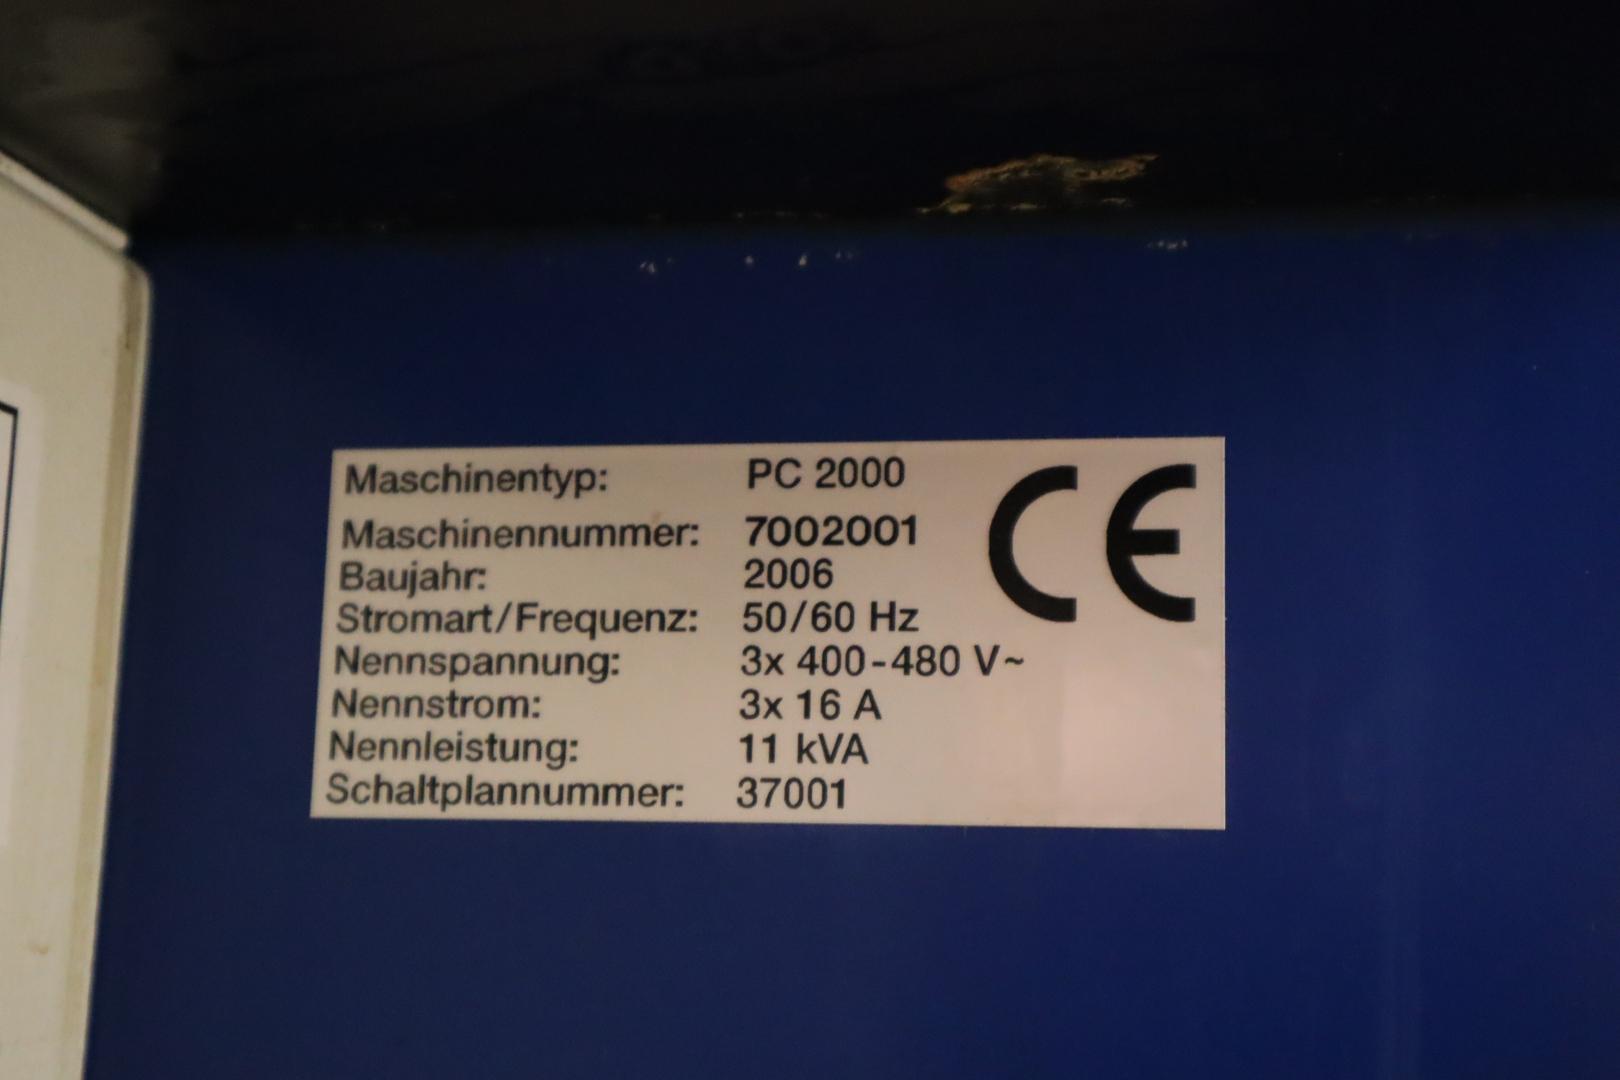 Maschinentyp: PC 2000
Maschinennummer: 7002001
Baujahr: 2006
Stromart/Frequenz: 50/60 Hz
Nennspannung: 3x 400-480 V~
Nennstrom: 3x 16 A
Nennleistung: 11 kVA
Schaltplannummer: 37001
CE